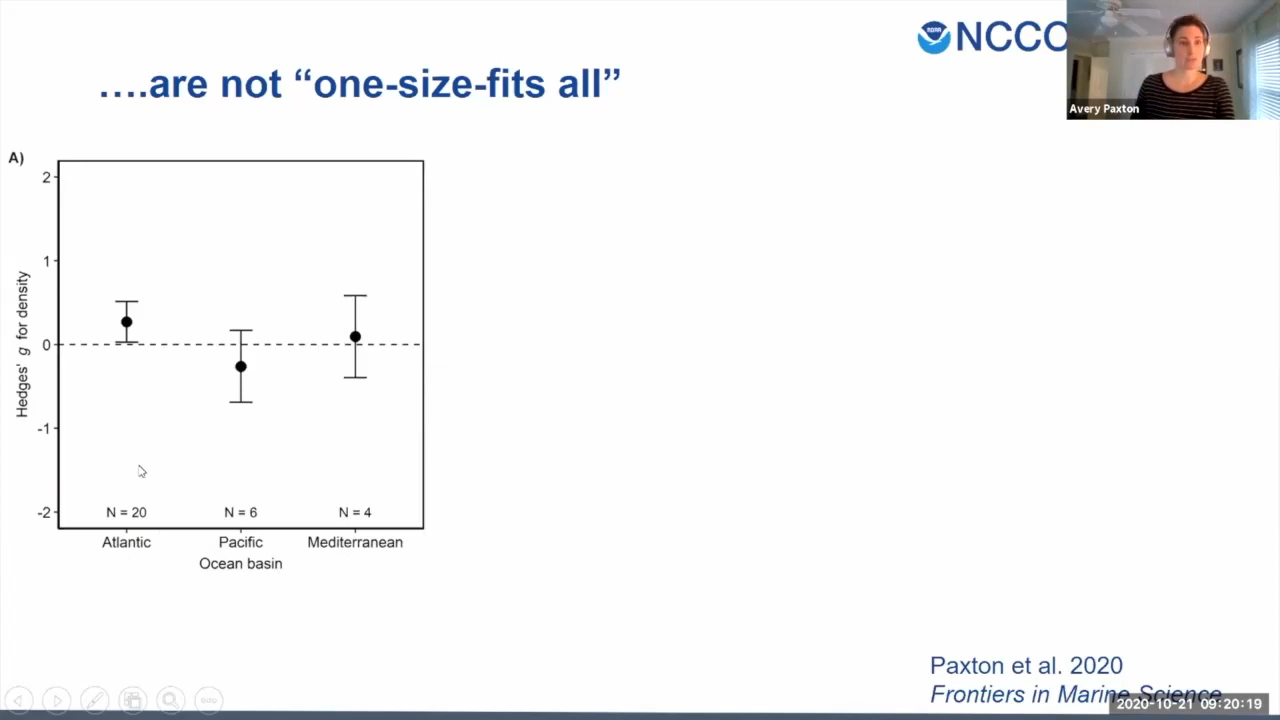 NCCO
….are not “one-size-fits all”
Avery Paxton
A)
2
1
0
-1
-2
Hedges' g for density
N = 20
N = 6
N = 4
Atlantic
Pacific
Mediterranean
Ocean basin
Paxton et al. 2020
Frontiers in Marine Science
2020-10-21 09:20:19